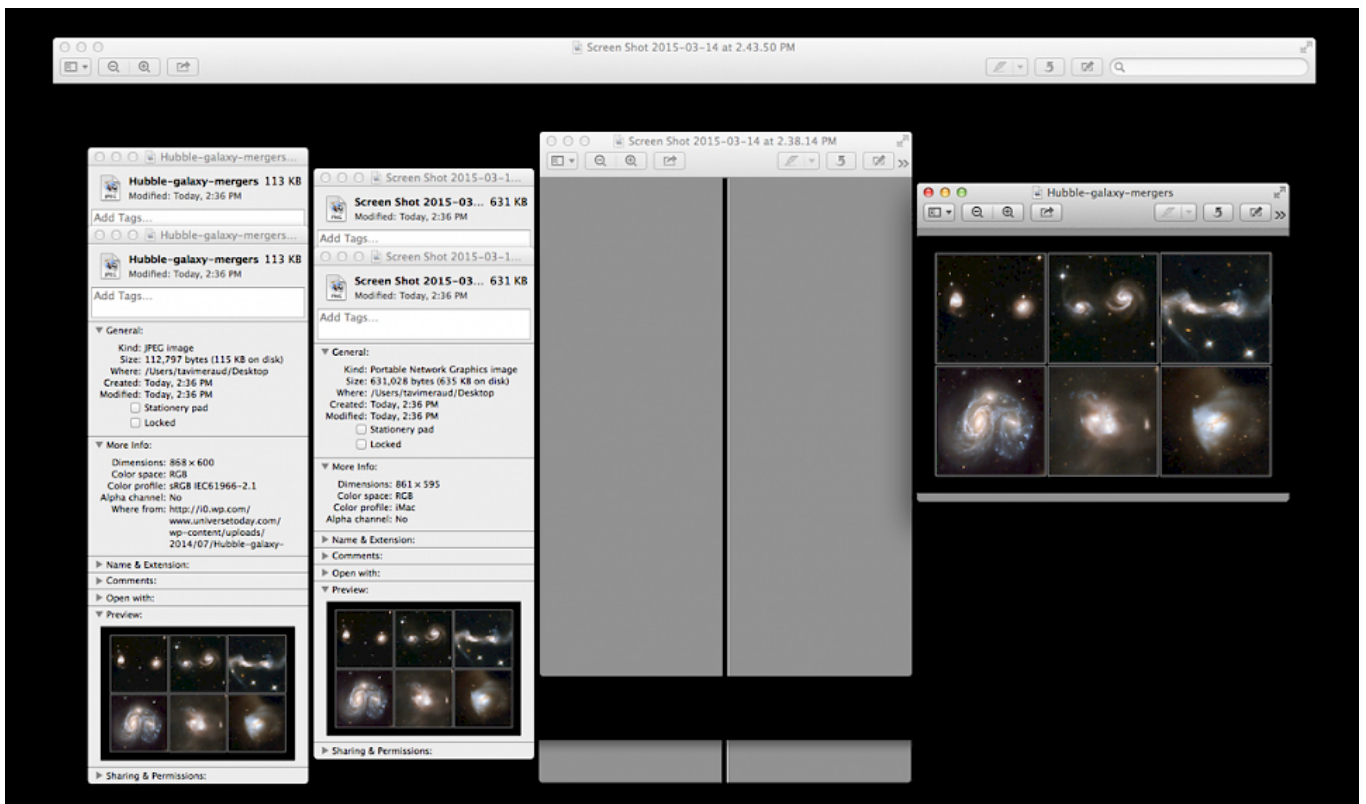 Screen Shot 2015-03-14 at 2.43.50 PM
Hubble-galaxy-mergers...
Hubble-galaxy-mergers 113 KB
Modified: Today, 2:36 PM
Add Tags...
Hubble-galaxy-mergers...
Hubble-galaxy-mergers 113 KB
Modified: Today, 2:36 PM
Add Tags...
General:
Kind: JPEG image
Size: 112,797 bytes (115 KB on disk)
Where: /Users/tavimeraud/Desktop
Created: Today, 2:36 PM
Modified: Today, 2:36 PM
Stationery pad
Locked
More Info:
Dimensions: 868 × 600
Color space: RGB
Color profile: sRGB IEC61966-2.1
Alpha channel: No
Where from: http://i0.wp.com/
www.universetoday.com/
wp-content/uploads/
2014/07/Hubble-galaxy-
Name & Extension:
Comments:
Open with:
Preview:
Sharing & Permissions:
Screen Shot 2015-03-1...
Screen Shot 2015-03... 631 KB
Modified: Today, 2:36 PM
Add Tags...
Screen Shot 2015-03-1...
Screen Shot 2015-03... 631 KB
Modified: Today, 2:36 PM
Add Tags...
General:
Kind: Portable Network Graphics image
Size: 631,028 bytes (635 KB on disk)
Where: /Users/tavimeraud/Desktop
Created: Today, 2:36 PM
Modified: Today, 2:36 PM
Stationery pad
Locked
More Info:
Dimensions: 861 × 595
Color space: RGB
Color profile: iMac
Alpha channel: No
Name & Extension:
Comments:
Open with:
Preview:
Sharing & Permissions:
Screen Shot 2015-03-14 at 2.38.14 PM
Hubble-galaxy-mergers